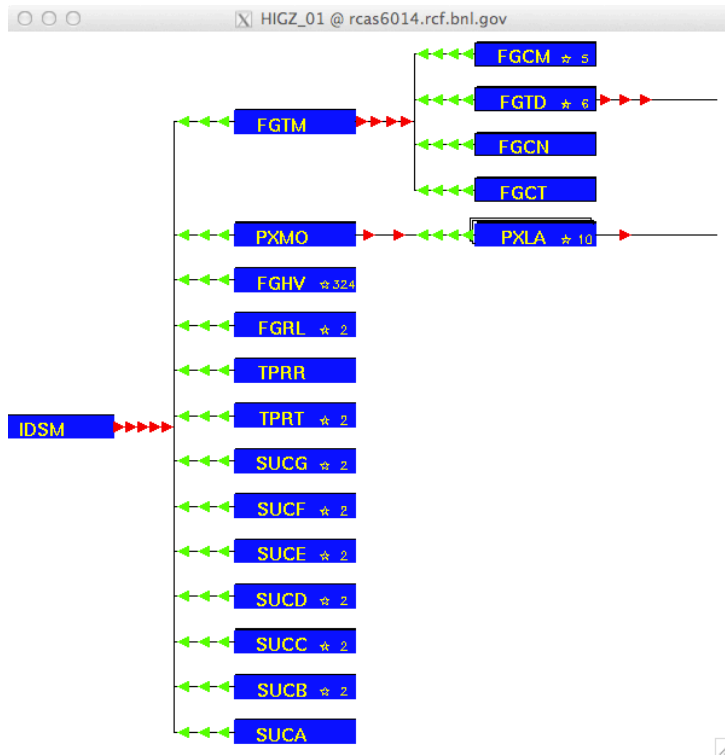 HIGZ_01 @ rcas6014.rcf.bnl.gov
FGCM ☆ 5
FGTD ☆ 6
FGTM
FGCN
FGCT
PXMO
PXLA ☆ 10
FGHV ☆324
FGRL ☆ 2
TPRR
TPRT ☆ 2
IDSM
SUCG ☆ 2
SUCF ☆ 2
SUCE ☆ 2
SUCD ☆ 2
SUCC ☆ 2
SUCB ☆ 2
SUCA